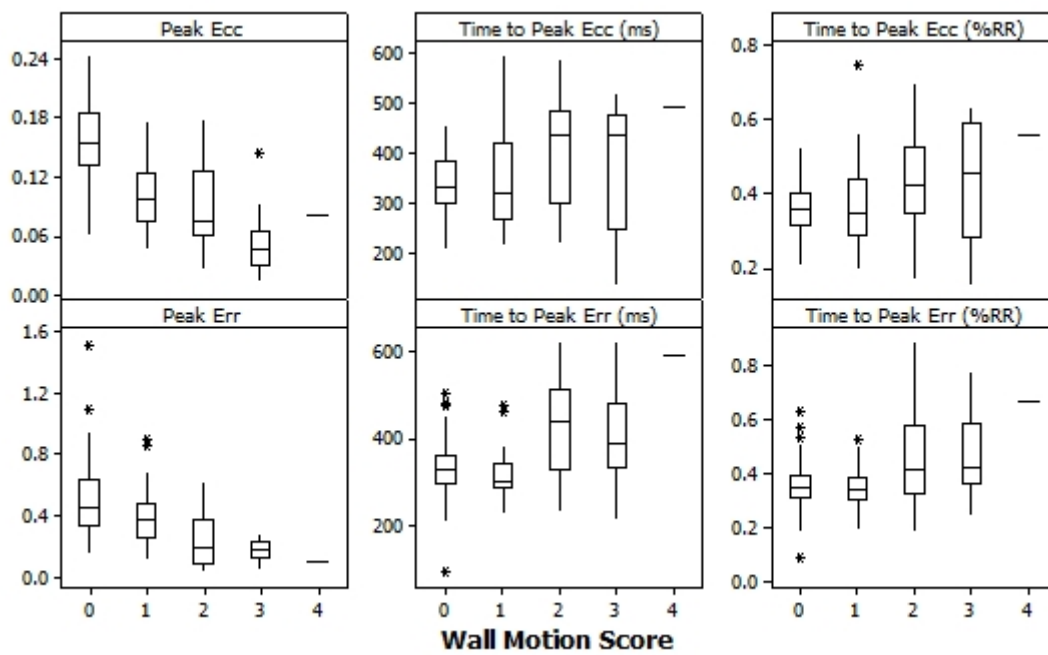 Peak Ecc
Time to Peak Ecc (ms)
Time to Peak Ecc (%RR)
0.24
0.18
0.12
0.06
0.00
600
500
400
300
200
0.8
0.6
0.4
0.2
Peak Err
Time to Peak Err (ms)
Time to Peak Err (%RR)
1.6
1.2
0.8
0.4
0.0
600
400
200
0.8
0.6
0.4
0.2
0.0
0 1 2 3 4
0 1 2 3 4
0 1 2 3 4
Wall Motion Score